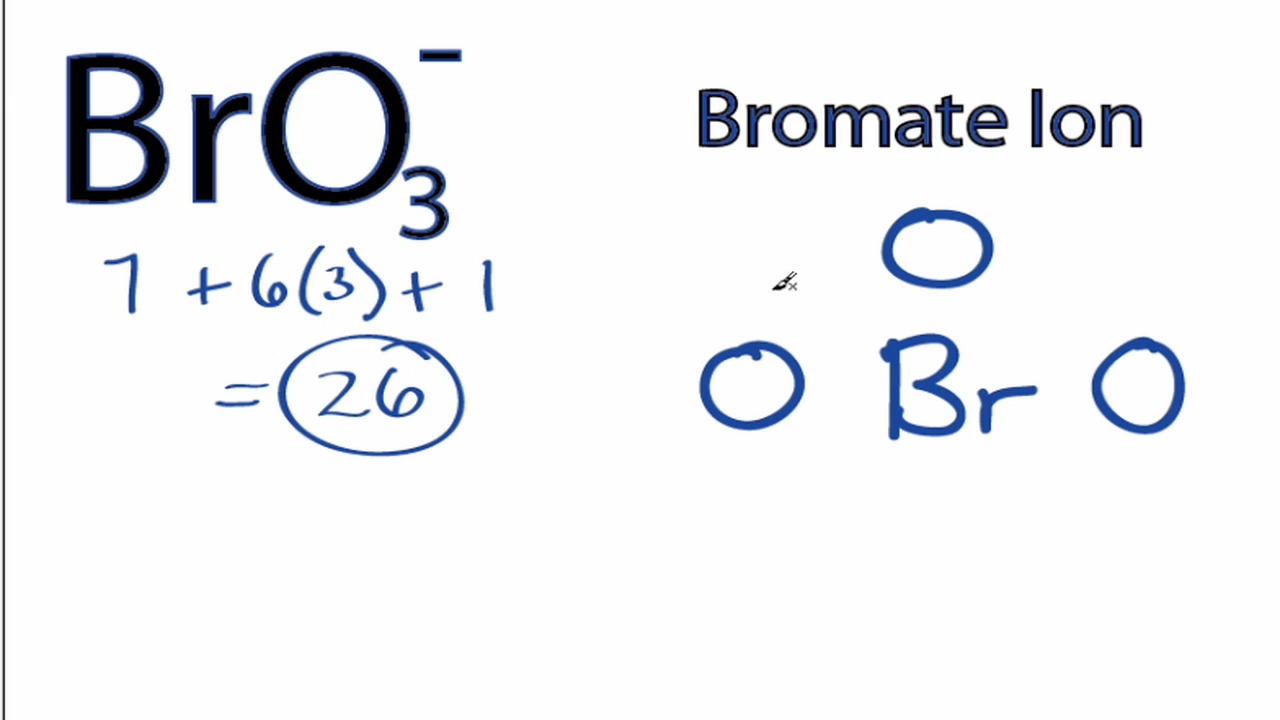 BrO₃⁻
7 + 6(3) + 1
= 26
Bromate Ion
O
O Br O